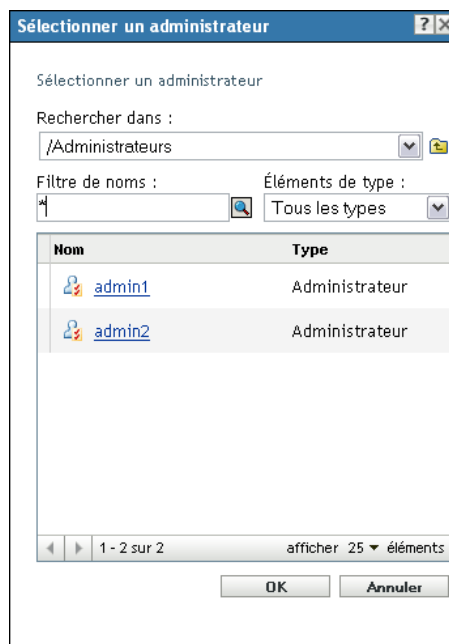 Sélectionner un administrateur
Sélectionner un administrateur
Rechercher dans :
/Administrateurs
Filtre de noms : Éléments de type :
* Tous les types
Nom Type
admin1 Administrateur
admin2 Administrateur
1 - 2 sur 2 afficher 25 éléments
OK Annuler